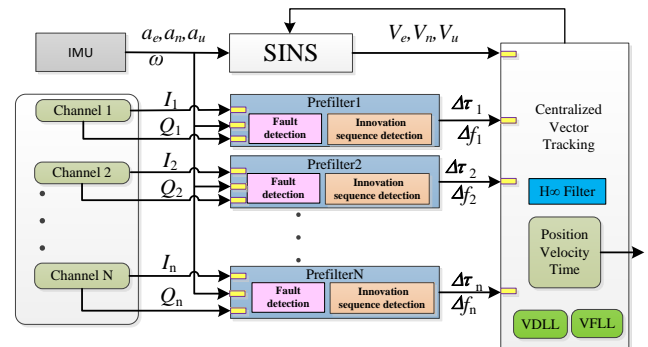 IMU
a_e, a_n, a_u
ω
SINS
V_e, V_n, V_u
Channel 1
I_1
Q_1
Prefilter1
Fault detection
Innovation sequence detection
Δτ_1
Δf_1
Channel 2
I_2
Q_2
Prefilter2
Fault detection
Innovation sequence detection
Δτ_2
Δf_2
Channel N
I_n
Q_n
PrefilterN
Fault detection
Innovation sequence detection
Δτ_n
Δf_n
Centralized
Vector
Tracking
H∞ Filter
Position
Velocity
Time
VDLL
VFLL